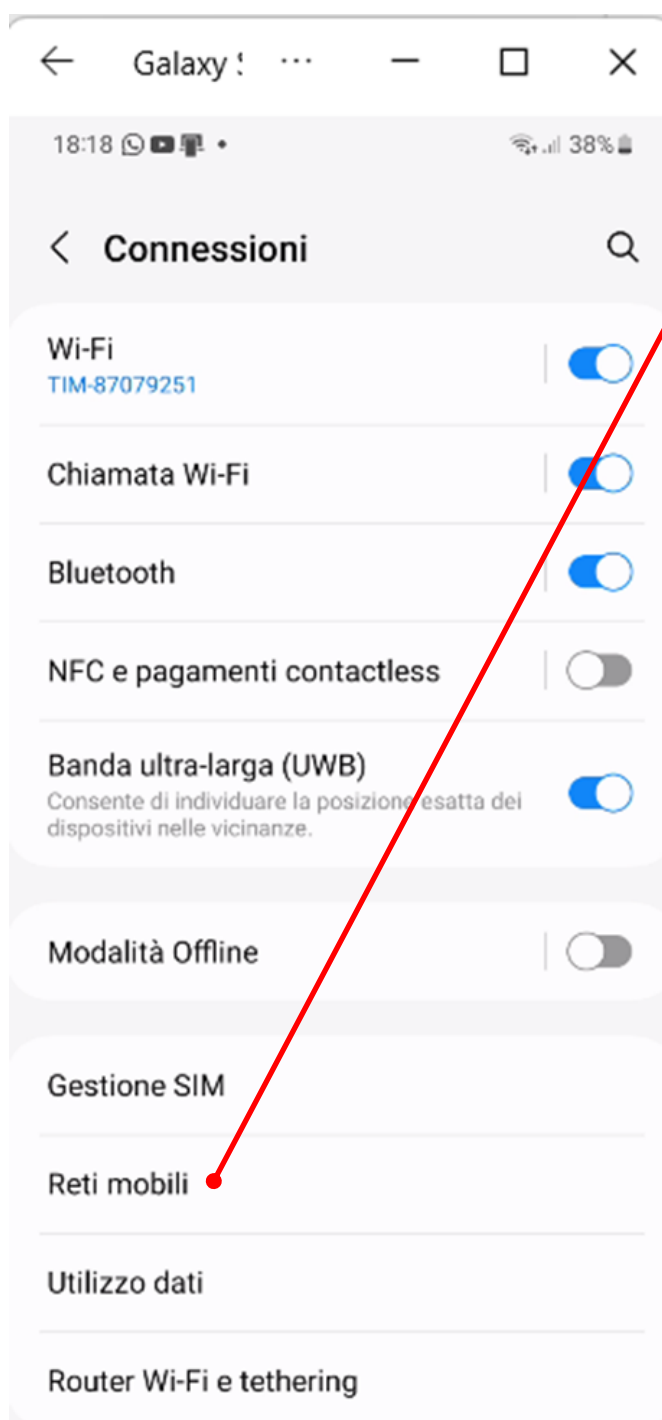 Galaxy S ...
18:18 38%
Connessioni
Wi-Fi
TIM-87079251
Chiamata Wi-Fi
Bluetooth
NFC e pagamenti contactless
Banda ultra-larga (UWB)
Consente di individuare la posizione esatta dei
dispositivi nelle vicinanze.
Modalità Offline
Gestione SIM
Reti mobili
Utilizzo dati
Router Wi-Fi e tethering